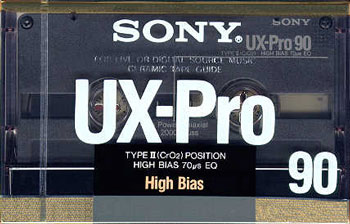 SONY
UX-Pro 90
TYPE II (CrO2) HIGH BIAS 70µs EQ
FOR LIVE OR DIGITAL SOURCE MUSIC
CERAMIC TAPE GUIDE
UX-Pro
TYPE II (CrO2) POSITION
HIGH BIAS 70µs EQ
High Bias
90